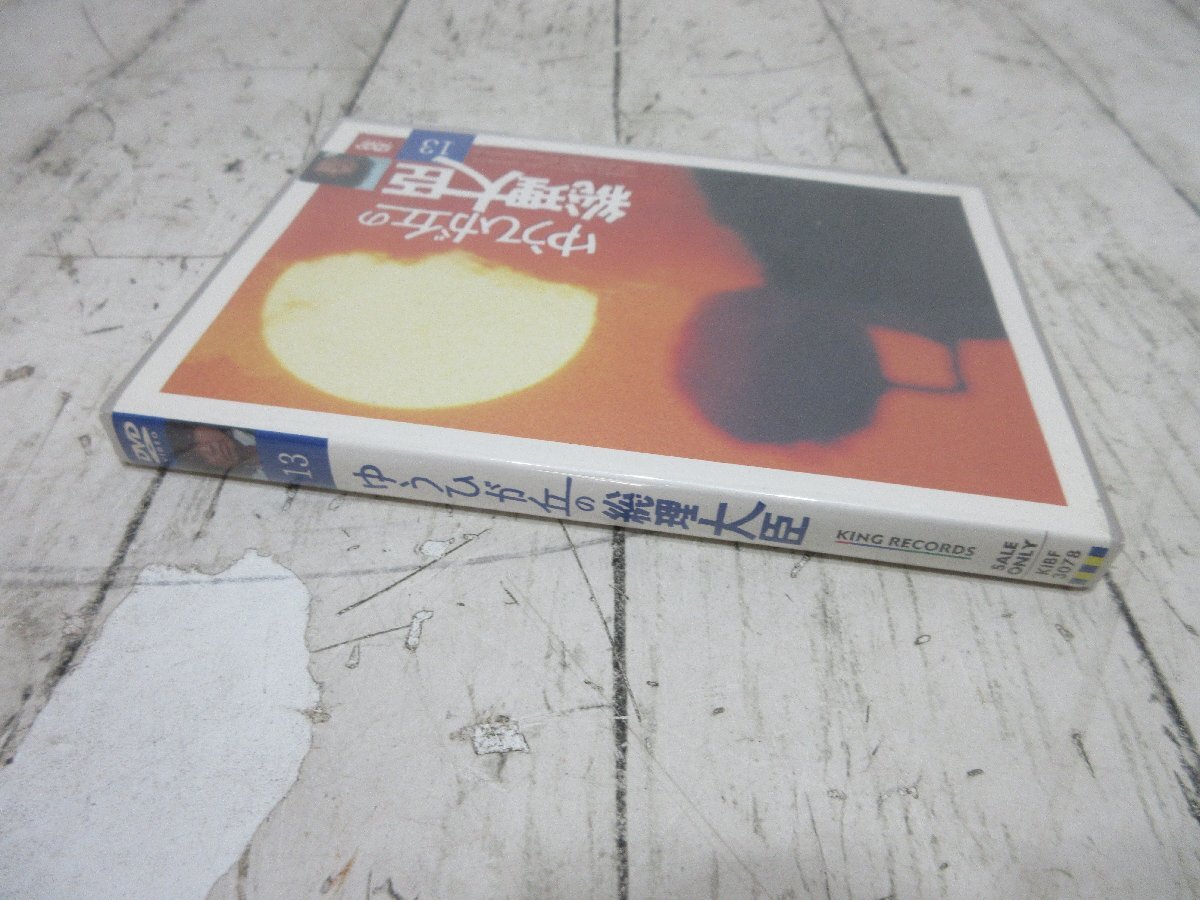 13
ゆうひが丘の
総理大臣
DVD
VIDEO
13
ゆうひが丘の総理大臣
KING RECORDS
SALE
ONLY
KIBF
3078